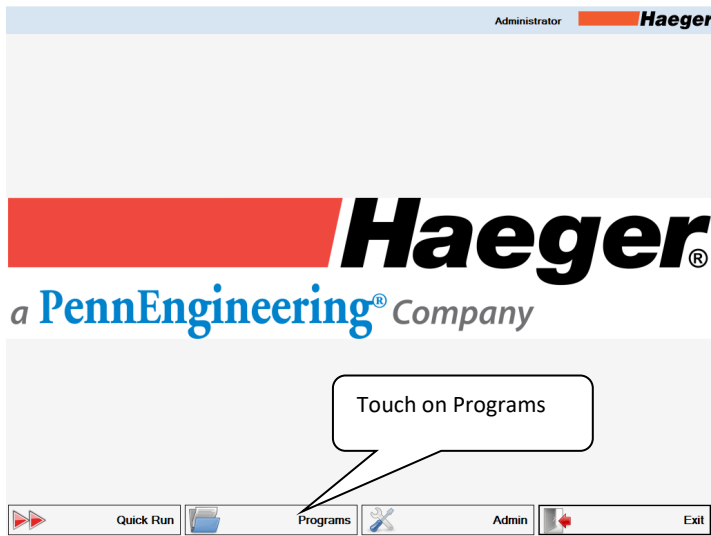 Administrator Haeger
Haeger®
a PennEngineering® Company
Touch on Programs
Quick Run Programs Admin Exit